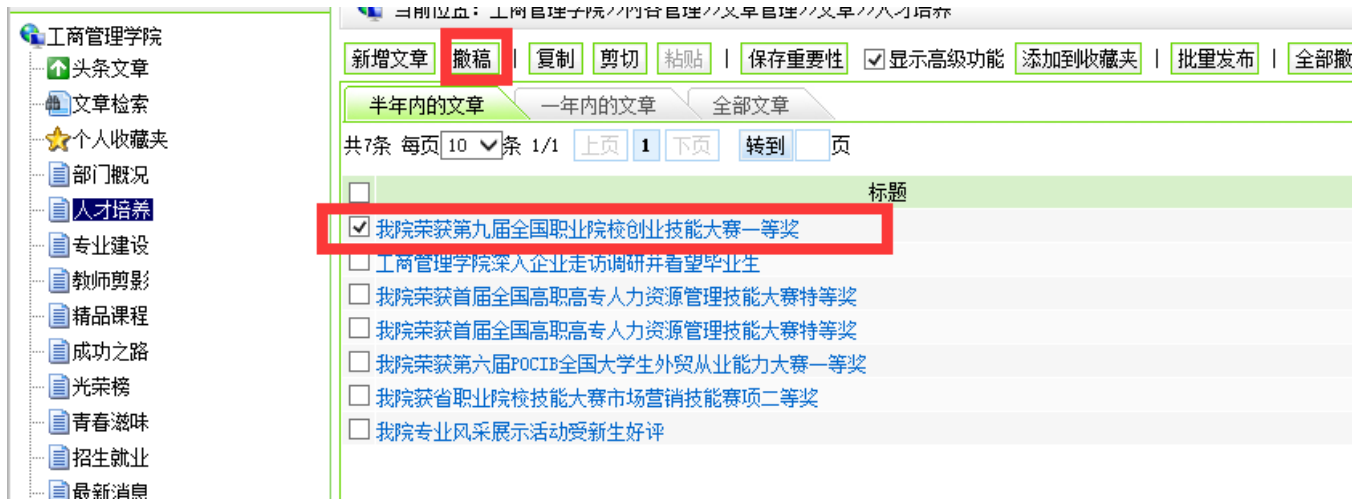 工商管理学院
头条文章
文章检索
个人收藏夹
部门概况
人才培养
专业建设
教师剪影
精品课程
成功之路
光荣榜
青春滋味
招生就业
最新消息
当前位置：工商管理学院>>内容管理>>文章管理>>文章>>人才培养
新增文章 撤稿 | 复制 剪切 粘贴 | 保存重要性 显示高级功能 添加到收藏夹 | 批量发布 | 全部撤
半年内的文章 一年内的文章 全部文章
共7条 每页 10 条 1/1 上页 1 下页 转到 页
标题
我院荣获第九届全国职业院校创业技能大赛一等奖
工商管理学院深入企业走访调研并看望毕业生
我院荣获首届全国高职高专人力资源管理技能大赛特等奖
我院荣获首届全国高职高专人力资源管理技能大赛特等奖
我院荣获第六届POCIB全国大学生外贸从业能力大赛一等奖
我院获省职业院校技能大赛市场营销技能赛项二等奖
我院专业风采展示活动受新生好评